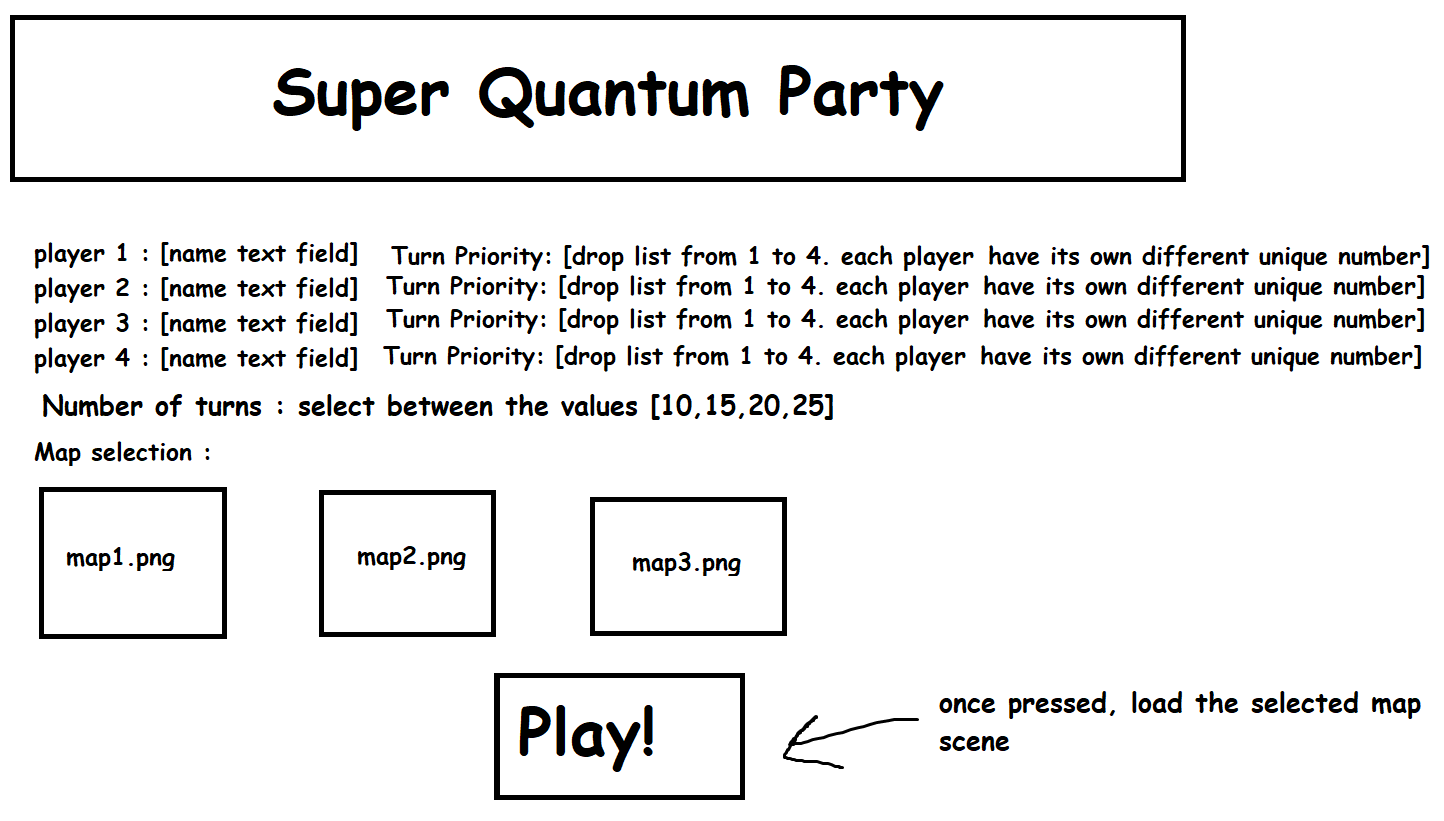 Super Quantum Party
player 1 : [name text field] Turn Priority: [drop list from 1 to 4. each player have its own different unique number]
player 2 : [name text field] Turn Priority: [drop list from 1 to 4. each player have its own different unique number]
player 3 : [name text field] Turn Priority: [drop list from 1 to 4. each player have its own different unique number]
player 4 : [name text field] Turn Priority: [drop list from 1 to 4. each player have its own different unique number]
Number of turns : select between the values [10,15,20,25]
Map selection :
map1.png
map2.png
map3.png
Play!
once pressed, load the selected map
scene